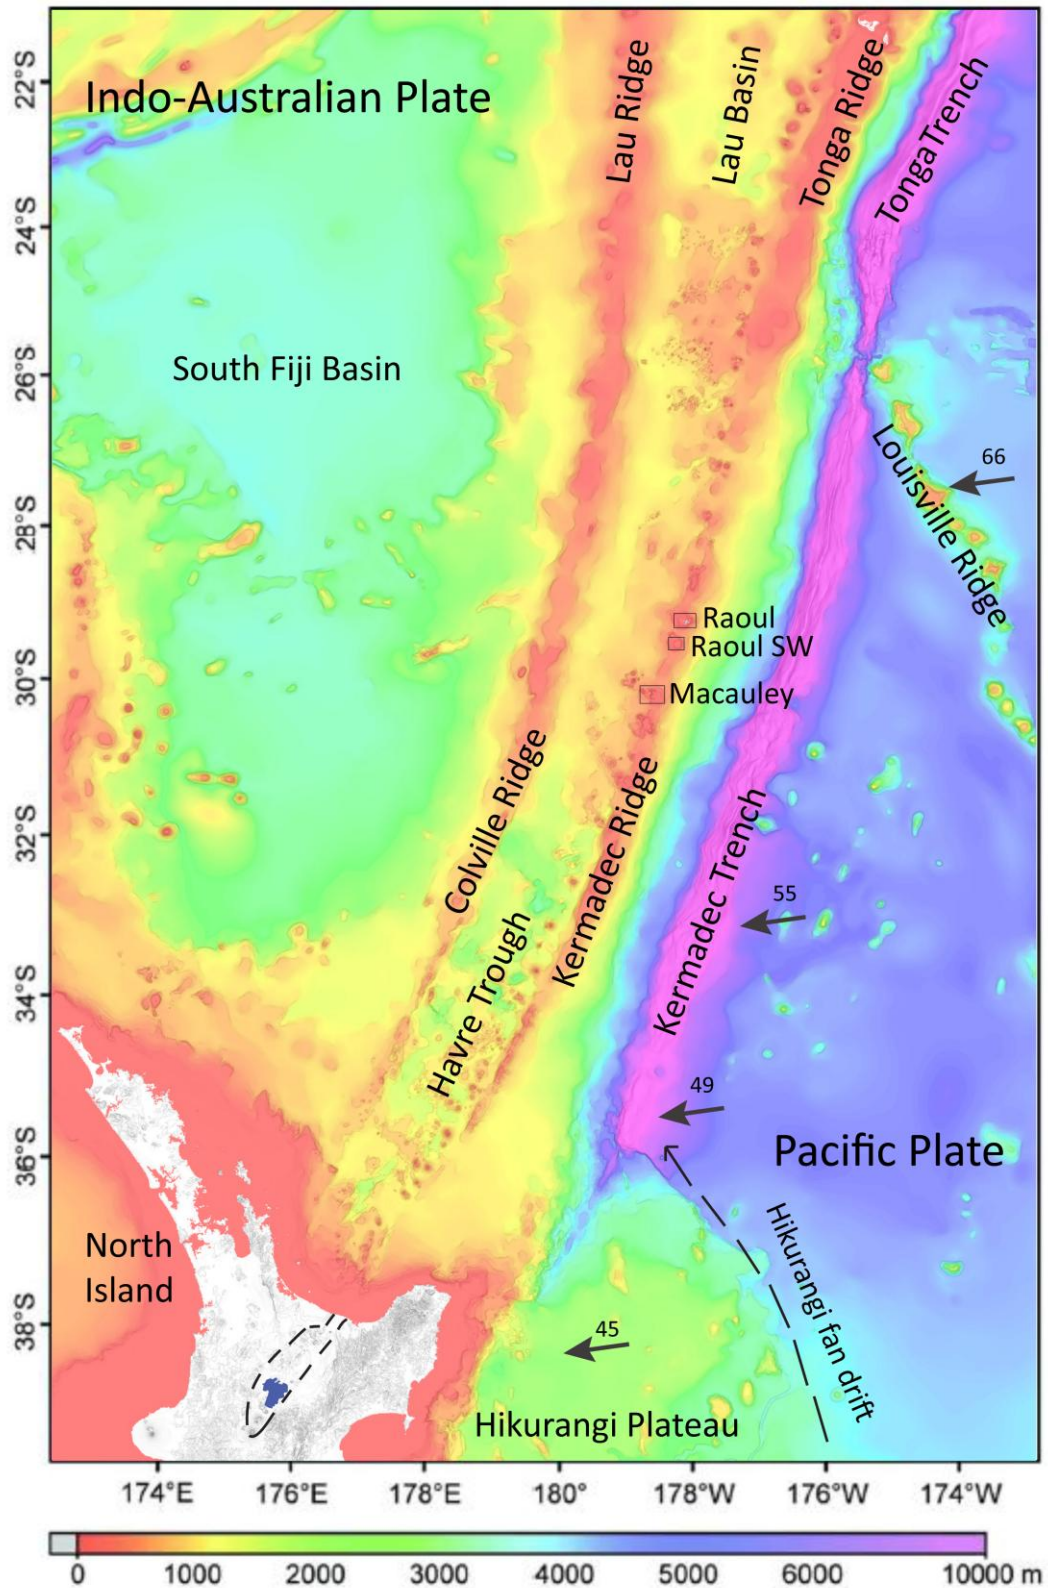 Indo-Australian Plate
Lau Ridge
Lau Basin
Tonga Ridge
TongaTrench
South Fiji Basin
66
Louisville Ridge
Raoul
Raoul SW
Macauley
Colville Ridge
Kermadec Ridge
Kermadec Trench
55
Havre Trough
49
Pacific Plate
North
Island
Hikurangi fan drift
45
Hikurangi Plateau
22°S
24°S
26°S
28°S
30°S
32°S
34°S
36°S
38°S
174°E
176°E
178°E
180°
178°W
176°W
174°W
0
1000
2000
3000
4000
5000
6000
10000 m